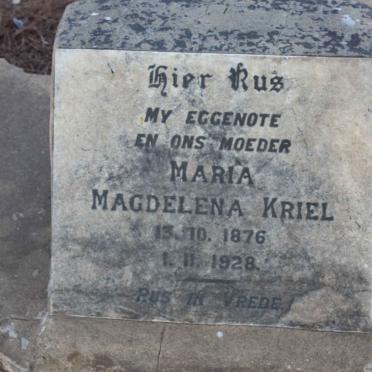 Hier Rus
MY EGGENOTE
EN ONS MOEDER
MARIA
MAGDELENA KRIEL
13.10.1876
1.11.1928.
RUS IN VREDE